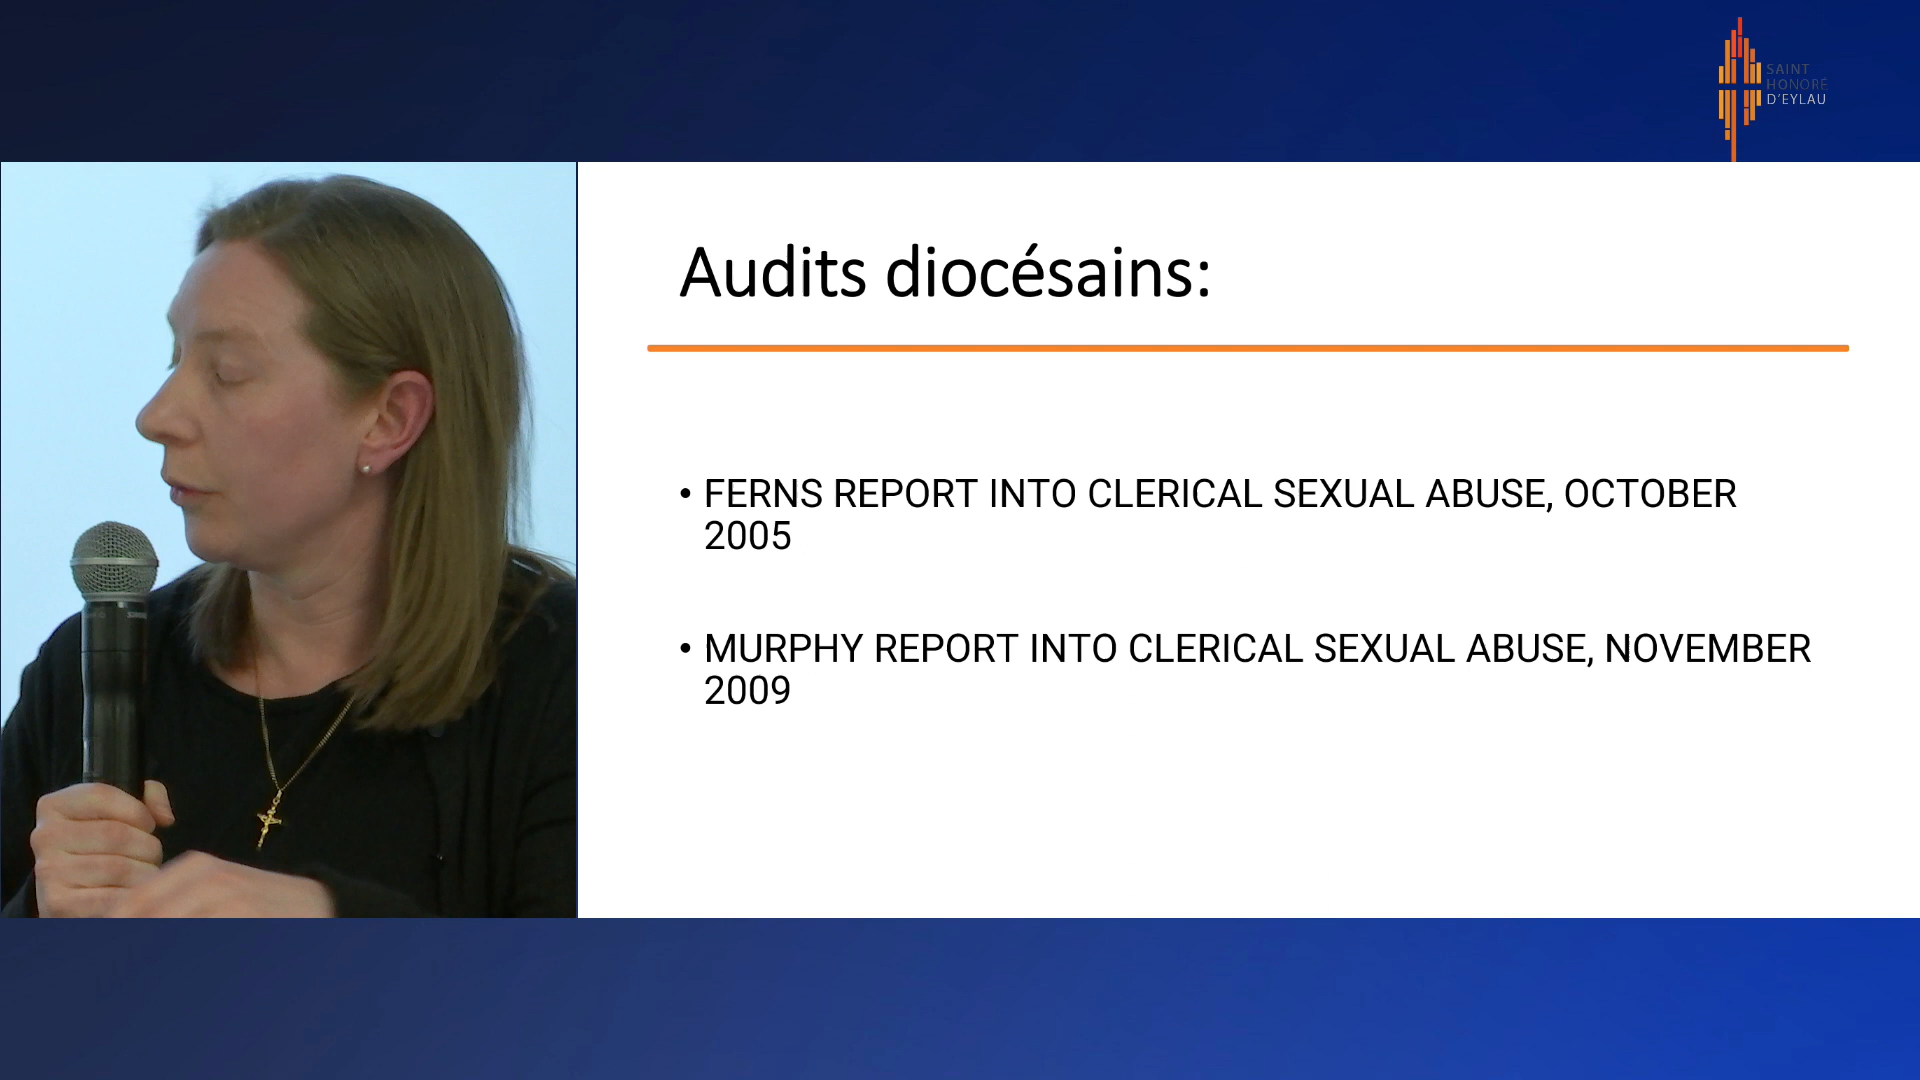 SAINT
HONORÉ
D'EYLAU
Audits diocésains:
• FERNS REPORT INTO CLERICAL SEXUAL ABUSE, OCTOBER
2005
• MURPHY REPORT INTO CLERICAL SEXUAL ABUSE, NOVEMBER
2009